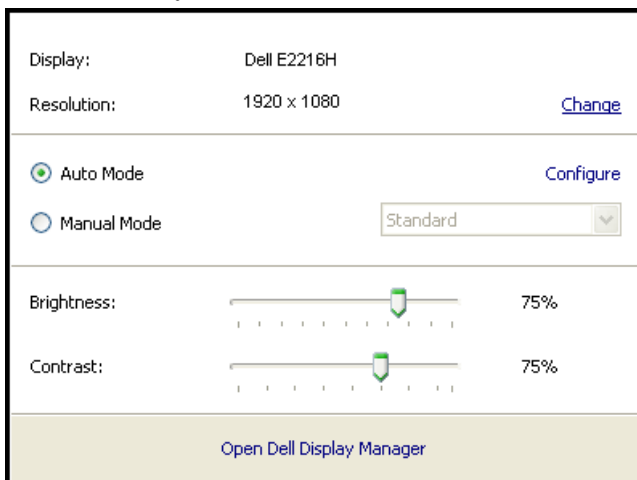 Display: Dell E2216H
Resolution: 1920 x 1080 Change
Auto Mode Configure
Manual Mode Standard
Brightness: 75%
Contrast: 75%
Open Dell Display Manager